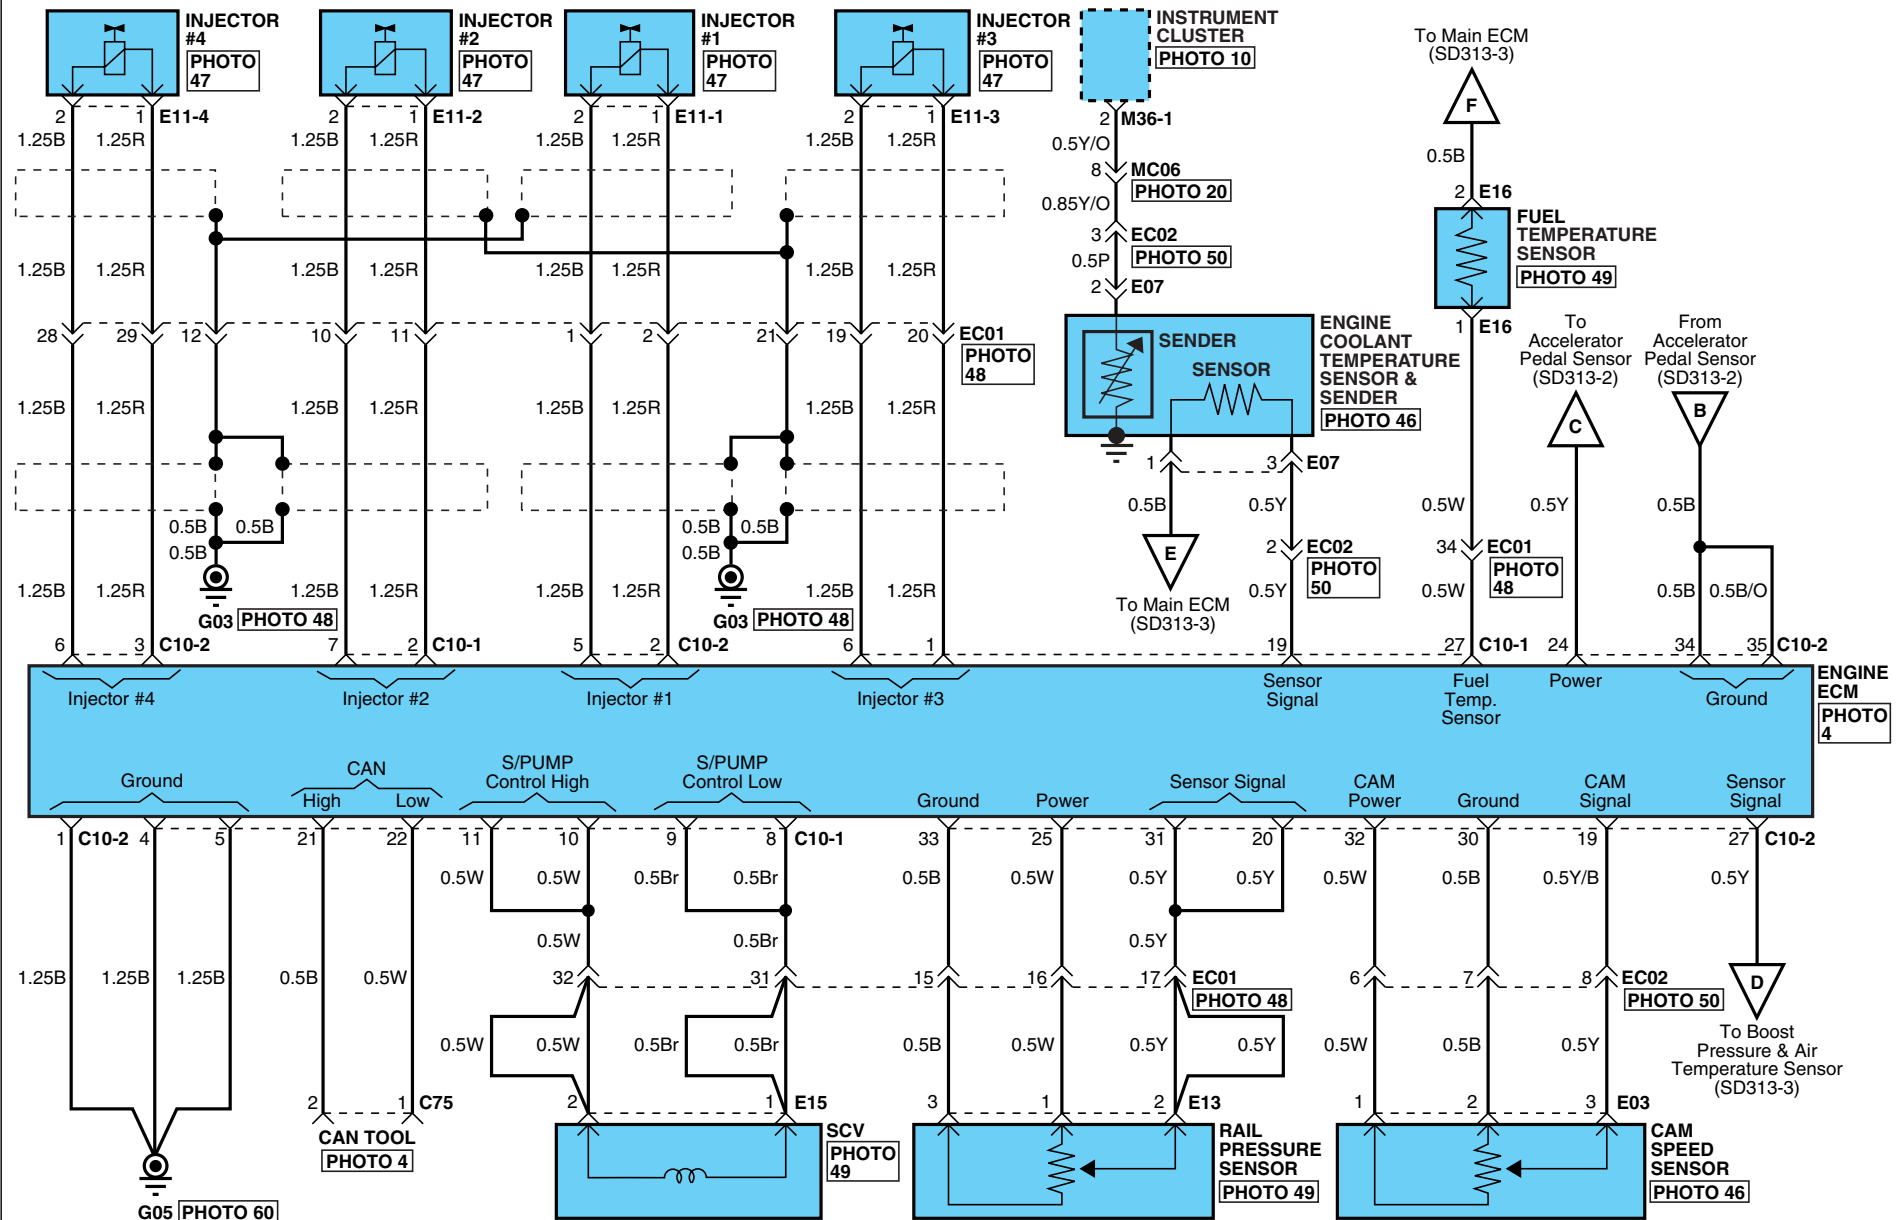 INJECTOR
#4
PHOTO
47
INJECTOR
#2
PHOTO
47
INJECTOR
#1
PHOTO
47
INJECTOR
#3
PHOTO
47
INSTRUMENT
CLUSTER
PHOTO 10
To Main ECM
(SD313-3)
F
2 1 E11-4
2 1 E11-2
2 1 E11-1
2 1 E11-3
2 M36-1
1.25B 1.25R 1.25B 1.25R 1.25B 1.25R 1.25B 1.25R
0.5Y/O
8 MC06
PHOTO 20
0.85Y/O
3 EC02
PHOTO 50
0.5P
2 E07
0.5B
2 E16
FUEL
TEMPERATURE
SENSOR
PHOTO 49
1 E16
1.25B 1.25R 1.25B 1.25R 1.25B 1.25R 1.25B 1.25R
28 29 12 10 11 1 2 21 19 20 EC01
PHOTO
48
SENDER
SENSOR
ENGINE
COOLANT
TEMPERATURE
SENSOR &
SENDER
PHOTO 46
To
Accelerator
Pedal Sensor
(SD313-2)
C
From
Accelerator
Pedal Sensor
(SD313-2)
B
1.25B 1.25R 1.25B 1.25R 1.25B 1.25R 1.25B 1.25R
1 3 E07
0.5B 0.5Y 0.5W 0.5Y 0.5B
0.5B 0.5B
0.5B
0.5B 0.5B
0.5B
E
To Main ECM
(SD313-3)
2 EC02
PHOTO
50
0.5Y
34 EC01
PHOTO
48
0.5W
0.5B 0.5B/O
1.25B 1.25R 1.25B 1.25R 1.25B 1.25R 1.25B 1.25R
G03 PHOTO 48
G03 PHOTO 48
6 3 C10-2
7 2 C10-1
5 2 C10-2
6 1 19 27 C10-1
24 34 35 C10-2
Injector #4
Injector #2
Injector #1
Injector #3
Sensor
Signal
Fuel
Temp.
Sensor
Power
Ground
ENGINE
ECM
PHOTO
4
Ground
CAN
High Low
S/PUMP
Control High
S/PUMP
Control Low
Ground
Power
Sensor Signal
CAM
Power
Ground
CAM
Signal
Sensor
Signal
1 C10-2 4 5 21 22 11 10 9 8 C10-1
33 25 31 20 32 30 19 27 C10-2
0.5W 0.5W 0.5Br 0.5Br 0.5B 0.5W 0.5Y 0.5Y 0.5W 0.5B 0.5Y/B 0.5Y
0.5W 0.5Br 0.5Y
1.25B 1.25B 1.25B 0.5B 0.5W
32 31 15 16 17 EC01
PHOTO 48
6 7 8 EC02
PHOTO 50
D
To Boost
Pressure & Air
Temperature Sensor
(SD313-3)
0.5W 0.5W 0.5Br 0.5Br 0.5B 0.5W 0.5Y 0.5Y 0.5W 0.5B 0.5Y
2 1 C75
CAN TOOL
PHOTO 4
2 1 E15
SCV
PHOTO
49
3 1 2 E13
RAIL
PRESSURE
SENSOR
PHOTO 49
1 2 3 E03
CAM
SPEED
SENSOR
PHOTO 46
G05 PHOTO 60